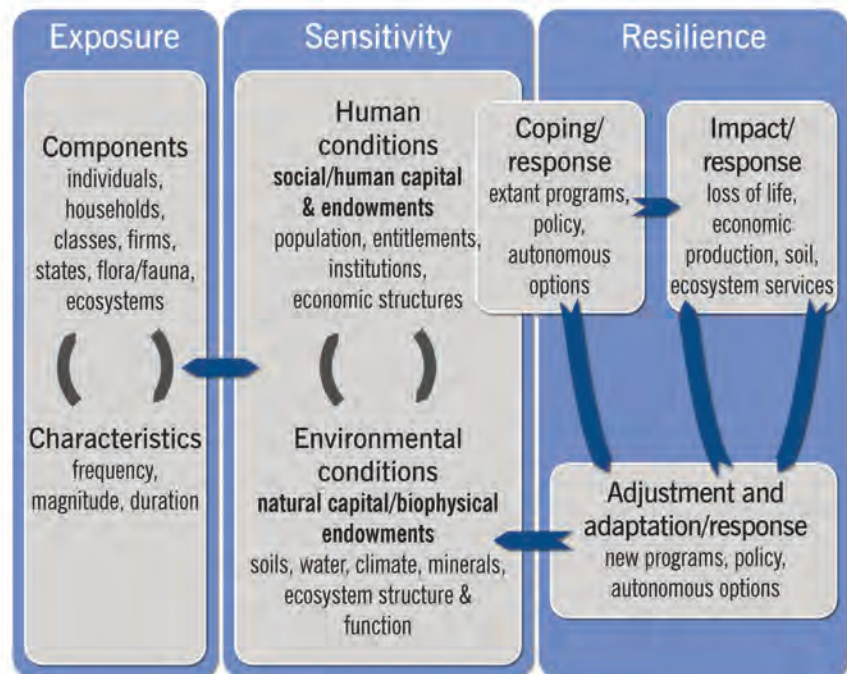 Exposure
Components
individuals,
households,
classes, firms,
states, flora/fauna,
ecosystems
Characteristics
frequency,
magnitude, duration
Sensitivity
Human
conditions
social/human capital
& endowments
population, entitlements,
institutions,
economic structures
Environmental
conditions
natural capital/biophysical
endowments
soils, water, climate, minerals,
ecosystem structure &
function
Resilience
Coping/
response
extant programs,
policy,
autonomous
options
Impact/
response
loss of life,
economic
production, soil,
ecosystem services
Adjustment and
adaptation/response
new programs, policy,
autonomous options